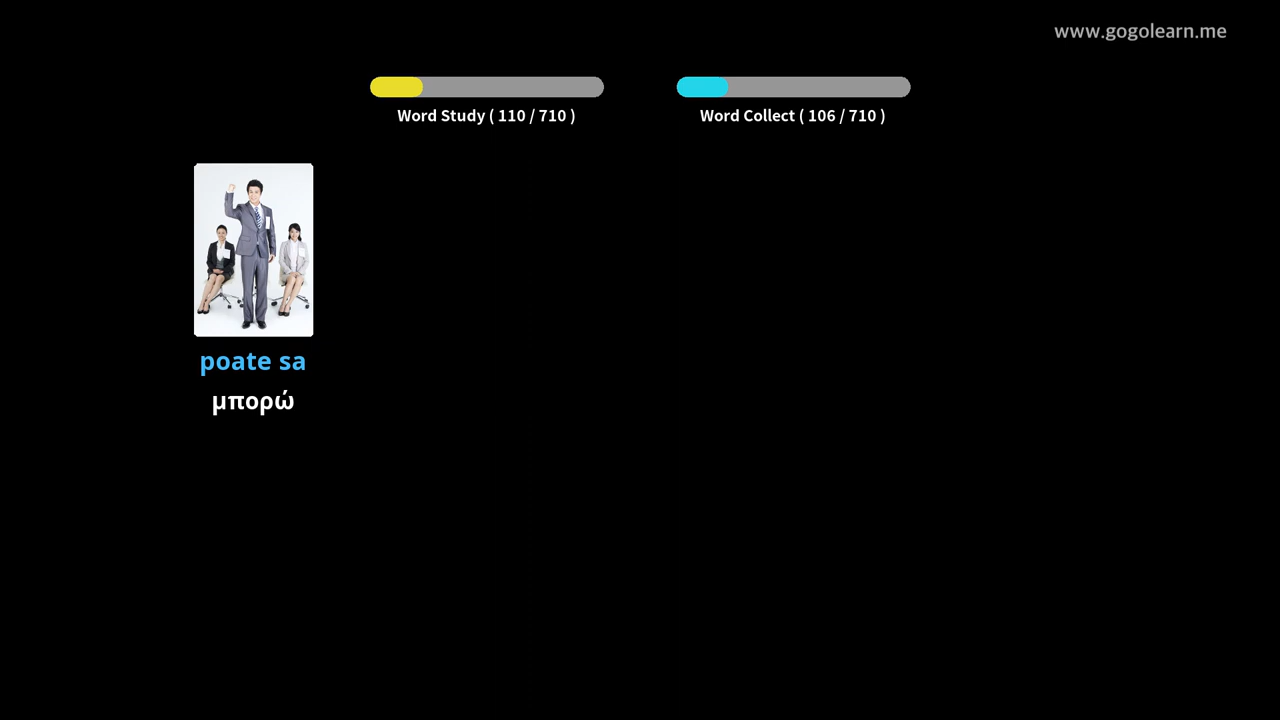 www.gogolearn.me
Word Study ( 110 / 710 )
Word Collect ( 106 / 710 )
poate sa
μπορώ